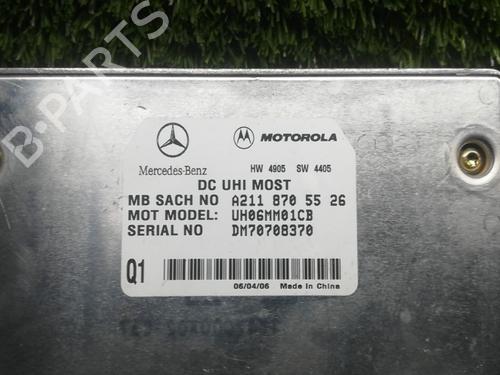 B-PARTS
Mercedes-Benz
MOTOROLA
HW 4905 SW 4405
DC UHI MOST
MB SACH NO A211 870 55 26
MOT MODEL: UH06MM01CB
SERIAL NO DM70708370
Q1
06/04/06 Made in China